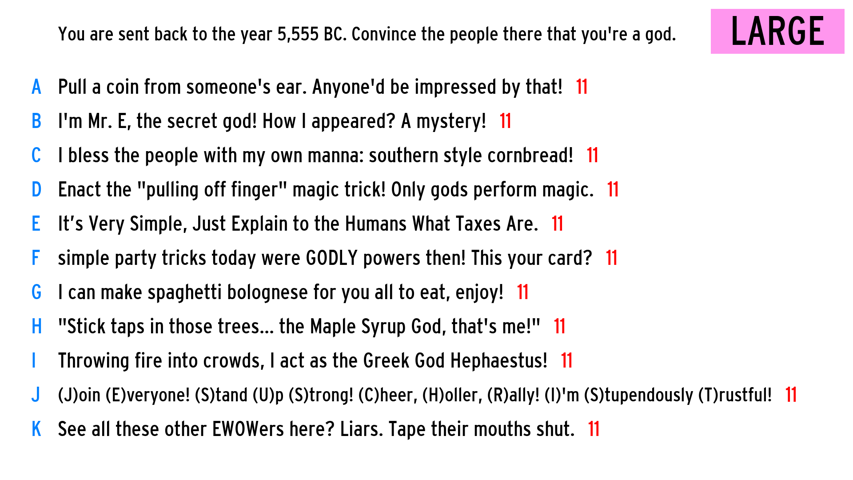 You are sent back to the year 5,555 BC. Convince the people there that you're a god.
LARGE
A Pull a coin from someone's ear. Anyone'd be impressed by that! 11
B I'm Mr. E, the secret god! How I appeared? A mystery! 11
C I bless the people with my own manna: southern style cornbread! 11
D Enact the "pulling off finger" magic trick! Only gods perform magic. 11
E It’s Very Simple, Just Explain to the Humans What Taxes Are. 11
F simple party tricks today were GODLY powers then! This your card? 11
G I can make spaghetti bolognese for you all to eat, enjoy! 11
H "Stick taps in those trees... the Maple Syrup God, that's me!" 11
I Throwing fire into crowds, I act as the Greek God Hephaestus! 11
J (J)oin (E)veryone! (S)tand (U)p (S)trong! (C)heer, (H)oller, (R)ally! (I)'m (S)tupendously (T)rustful! 11
K See all these other EWOWers here? Liars. Tape their mouths shut. 11